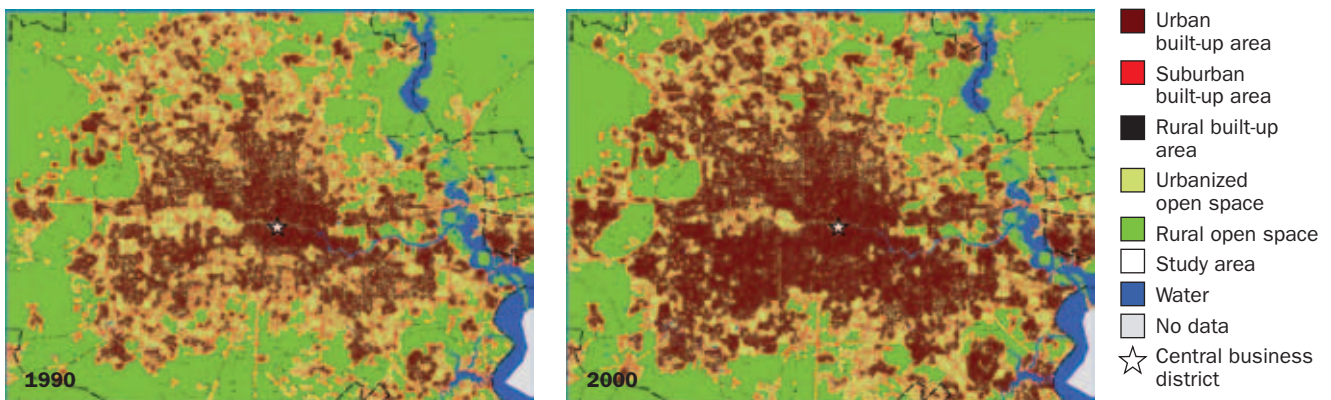 1990
2000
Urban
built-up area
Suburban
built-up area
Rural built-up
area
Urbanized
open space
Rural open space
Study area
Water
No data
Central business
district